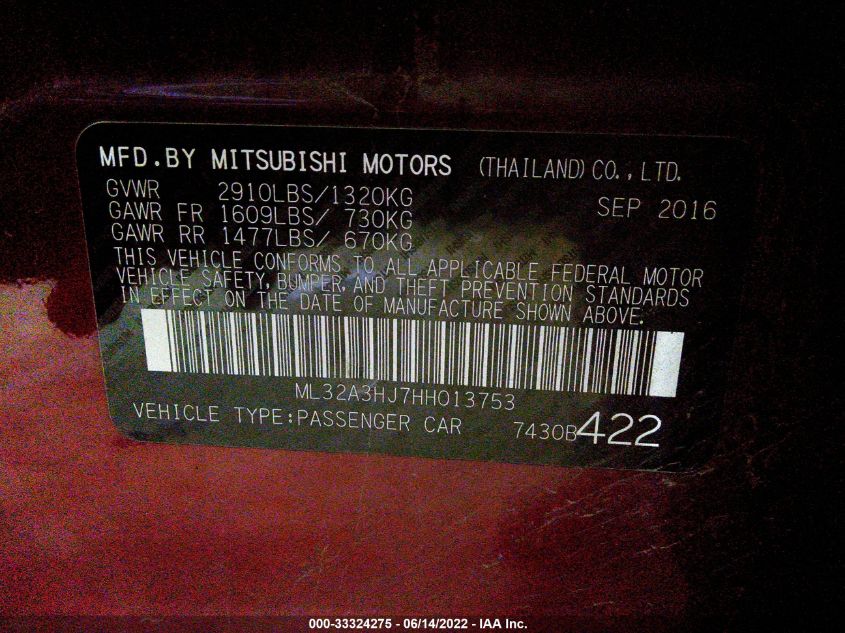 MFD.BY MITSUBISHI MOTORS (THAILAND) CO., LTD.
GVWR 2910LBS/1320KG SEP 2016
GAWR FR 1609LBS/ 730KG
GAWR RR 1477LBS/ 670KG
THIS VEHICLE CONFORMS TO ALL APPLICABLE FEDERAL MOTOR
VEHICLE SAFETY, BUMPER, AND THEFT PREVENTION STANDARDS
IN EFFECT ON THE DATE OF MANUFACTURE SHOWN ABOVE.
ML32A3HJ7HH013753
VEHICLE TYPE:PASSENGER CAR 7430B422
000-33324275 - 06/14/2022 - IAA Inc.